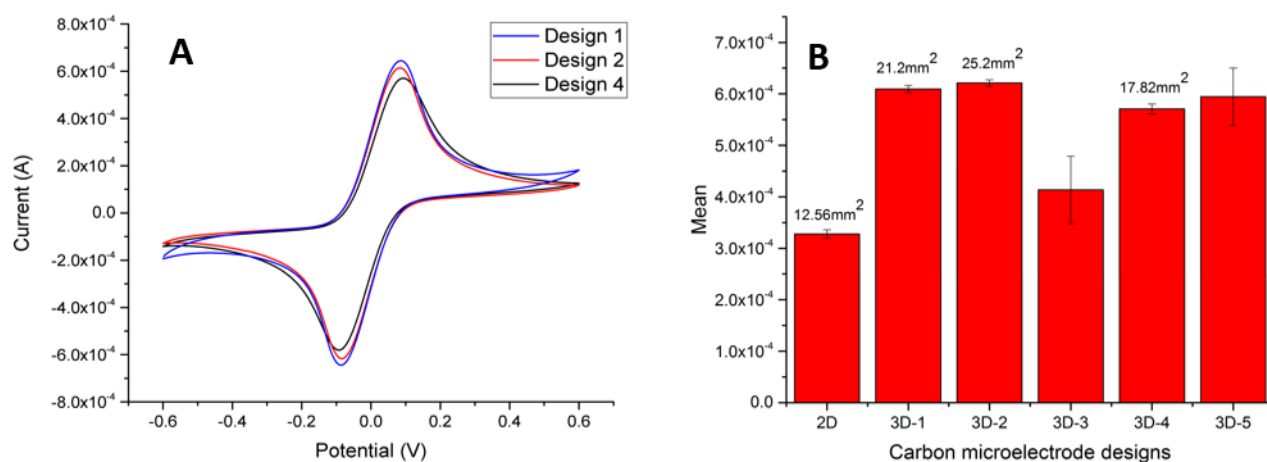 A
Design 1
Design 2
Design 4
8.0x10-4
6.0x10-4
4.0x10-4
2.0x10-4
0.0
-2.0x10-4
-4.0x10-4
-6.0x10-4
-8.0x10-4
Current (A)
-0.6 -0.4 -0.2 0.0 0.2 0.4 0.6
Potential (V)
B
7.0x10-4
6.0x10-4
5.0x10-4
4.0x10-4
3.0x10-4
2.0x10-4
1.0x10-4
0.0
Mean
12.56mm2
21.2mm2
25.2mm2
17.82mm2
2D 3D-1 3D-2 3D-3 3D-4 3D-5
Carbon microelectrode designs